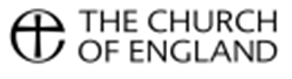 THE CHURCH
OF ENGLAND